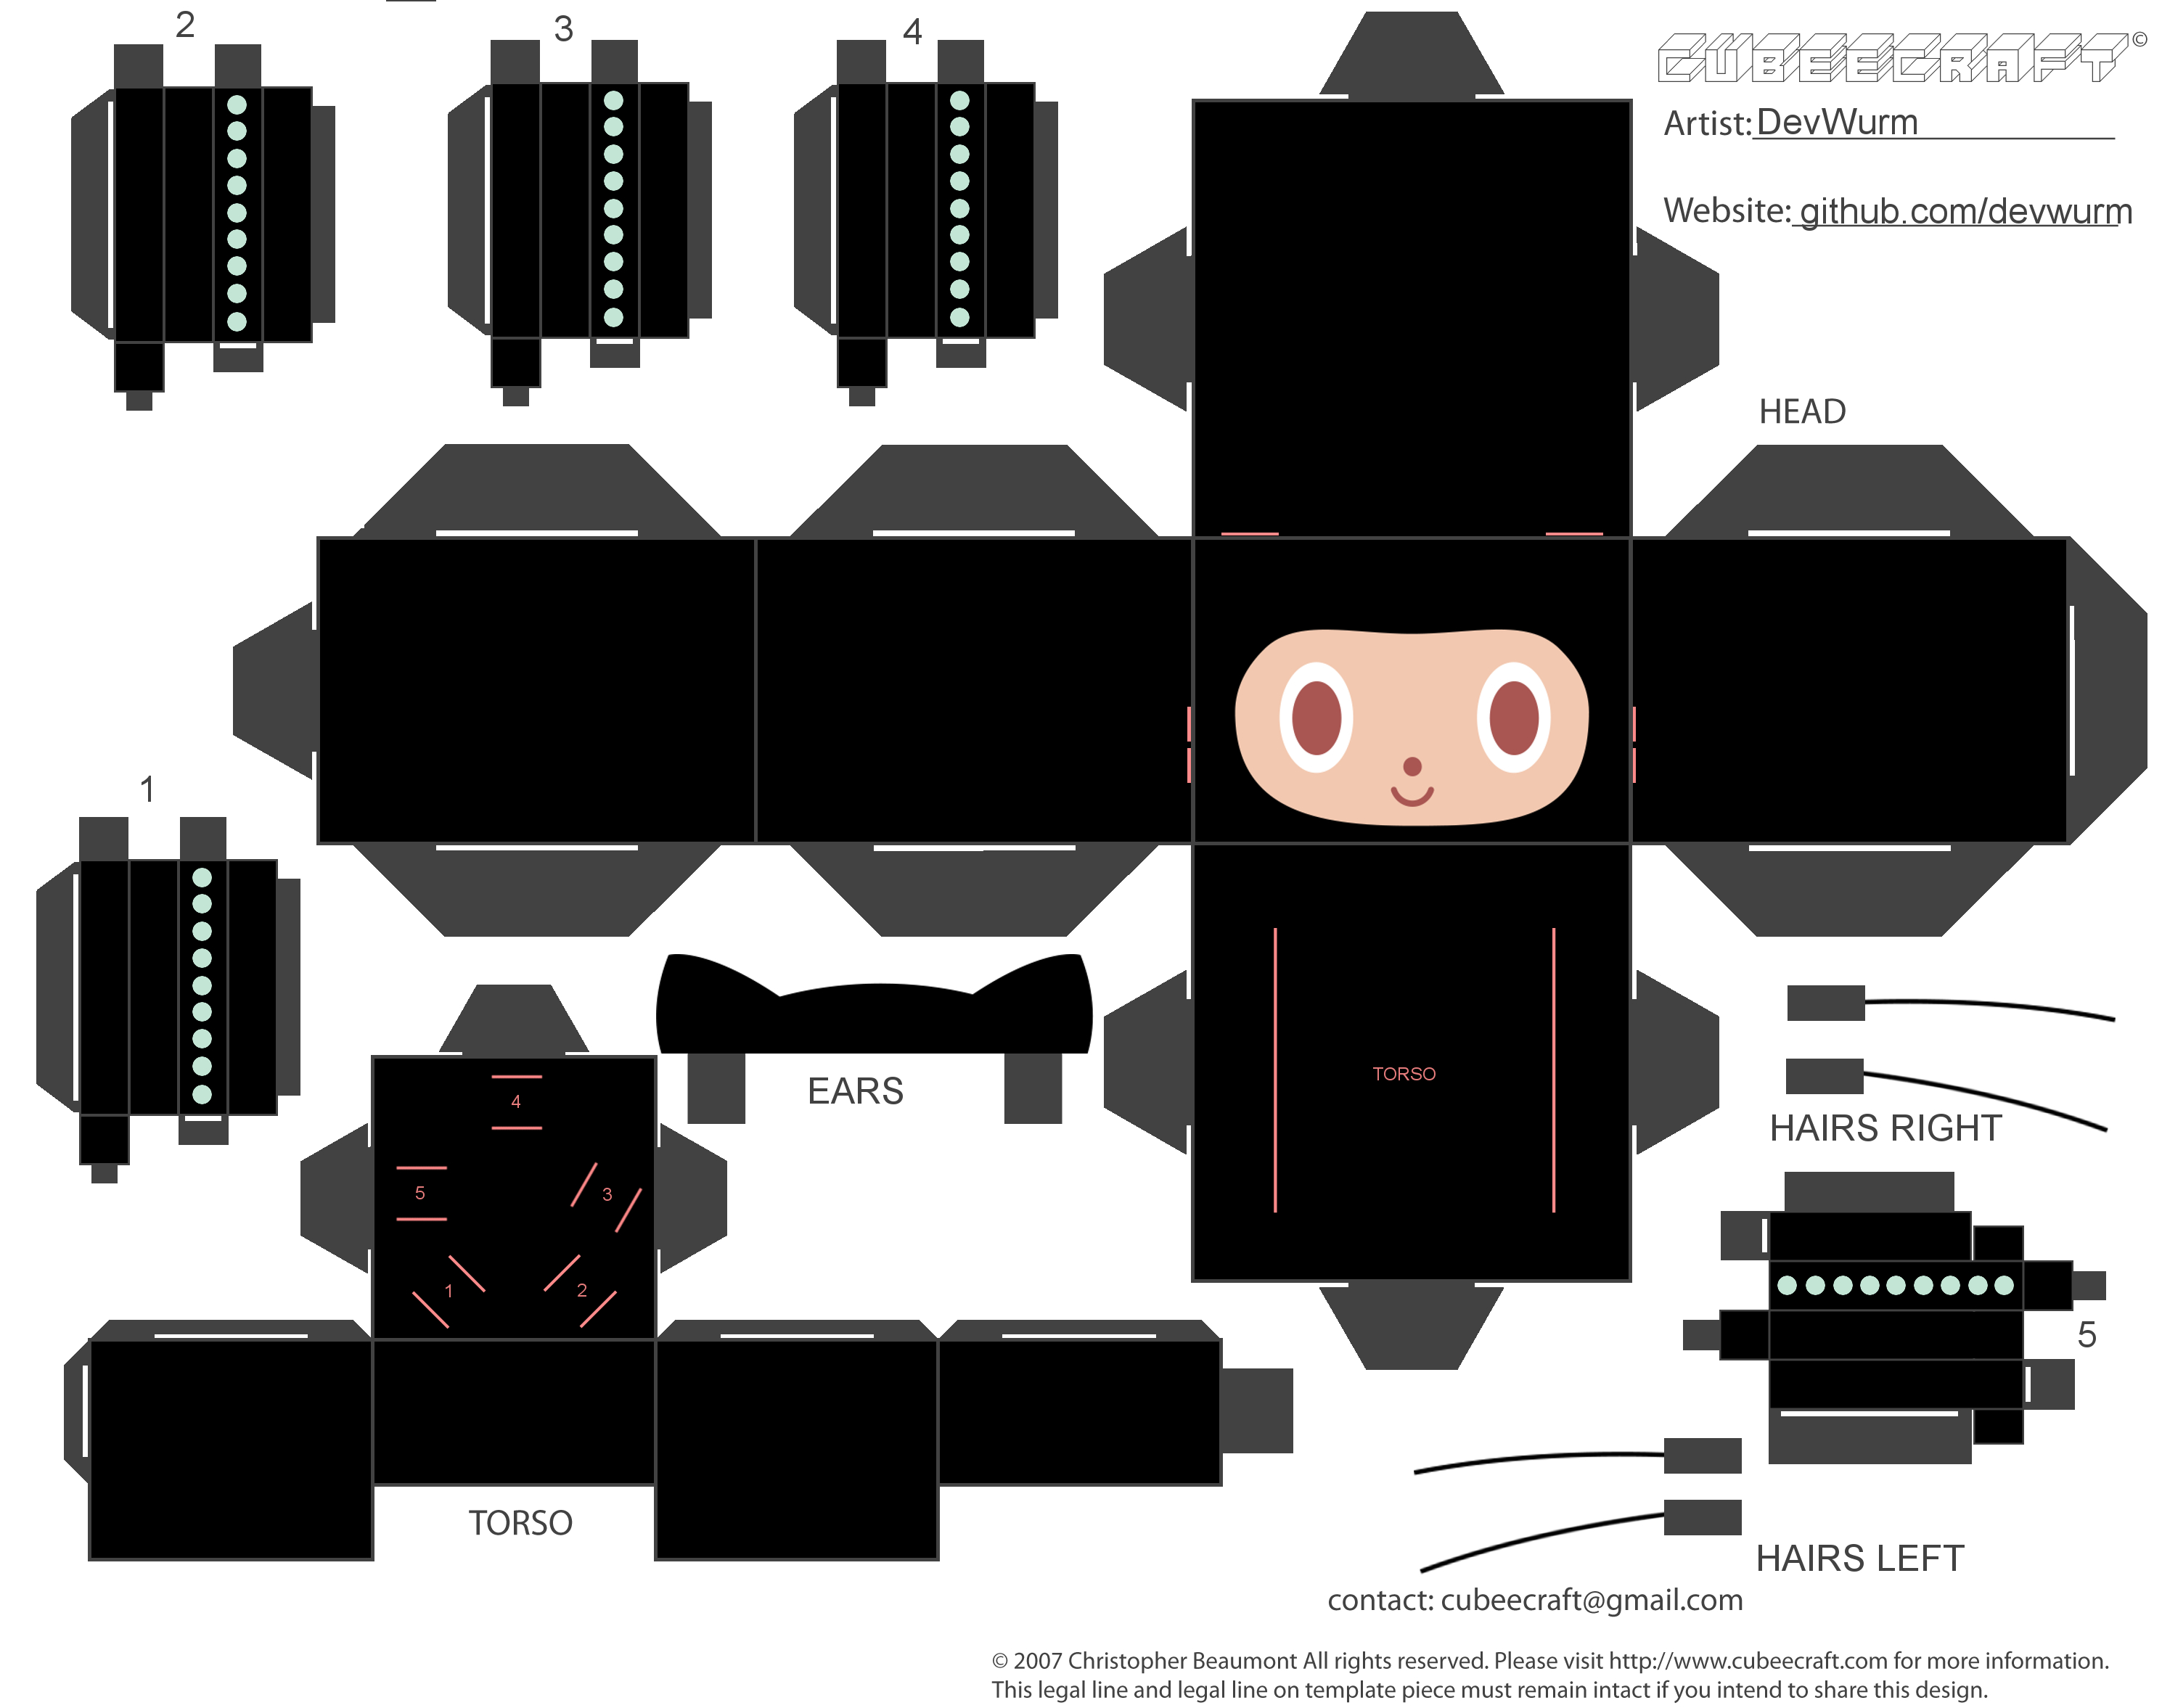 2
3
4
CUBEECRAFT©
Artist: DevWurm
Website: github.com/devwurm
HEAD
1
EARS
TORSO
HAIRS RIGHT
4
5
3
1
2
5
TORSO
HAIRS LEFT
contact: cubeecraft@gmail.com
© 2007 Christopher Beaumont All rights reserved. Please visit http://www.cubeecraft.com for more information.
This legal line and legal line on template piece must remain intact if you intend to share this design.